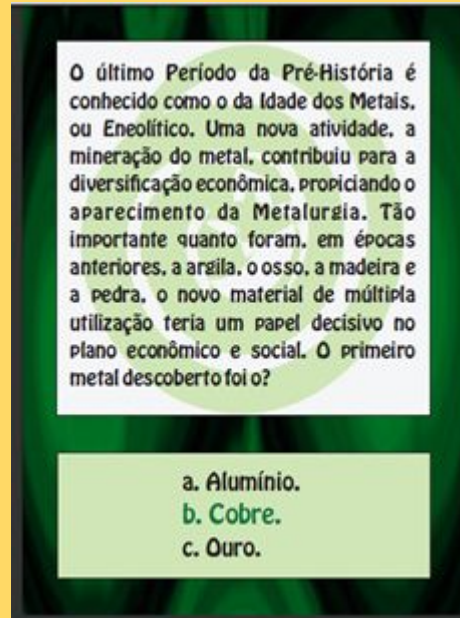 O último Período da Pré-História é
conhecido como o da Idade dos Metais,
ou Eneolítico. Uma nova atividade, a
mineração do metal, contribuiu para a
diversificação econômica, propiciando o
aparecimento da Metalurgia. Tão
importante quanto foram, em épocas
anteriores, a argila, o osso, a madeira e
a pedra, o novo material de múltipla
utilização teria um papel decisivo no
plano econômico e social. O primeiro
metal descoberto foi o?
a. Alumínio.
b. Cobre.
c. Ouro.